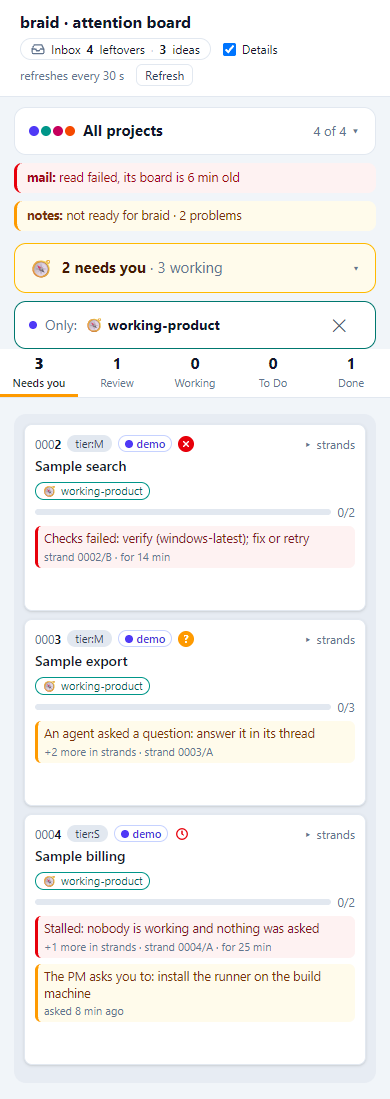 braid · attention board
Inbox 4 leftovers · 3 ideas
Details
refreshes every 30 s
Refresh
All projects
4 of 4
mail: read failed, its board is 6 min old
notes: not ready for braid · 2 problems
2 needs you · 3 working
Only: working-product
3
Needs you
1
Review
0
Working
0
To Do
1
Done
0002 tier:M demo
strands
Sample search
working-product
0/2
Checks failed: verify (windows-latest); fix or retry
strand 0002/B · for 14 min
0003 tier:M demo ?
strands
Sample export
working-product
0/3
An agent asked a question: answer it in its thread
+2 more in strands · strand 0003/A
0004 tier:S demo
strands
Sample billing
working-product
0/2
Stalled: nobody is working and nothing was asked
+1 more in strands · strand 0004/A · for 25 min
The PM asks you to: install the runner on the build
machine
asked 8 min ago